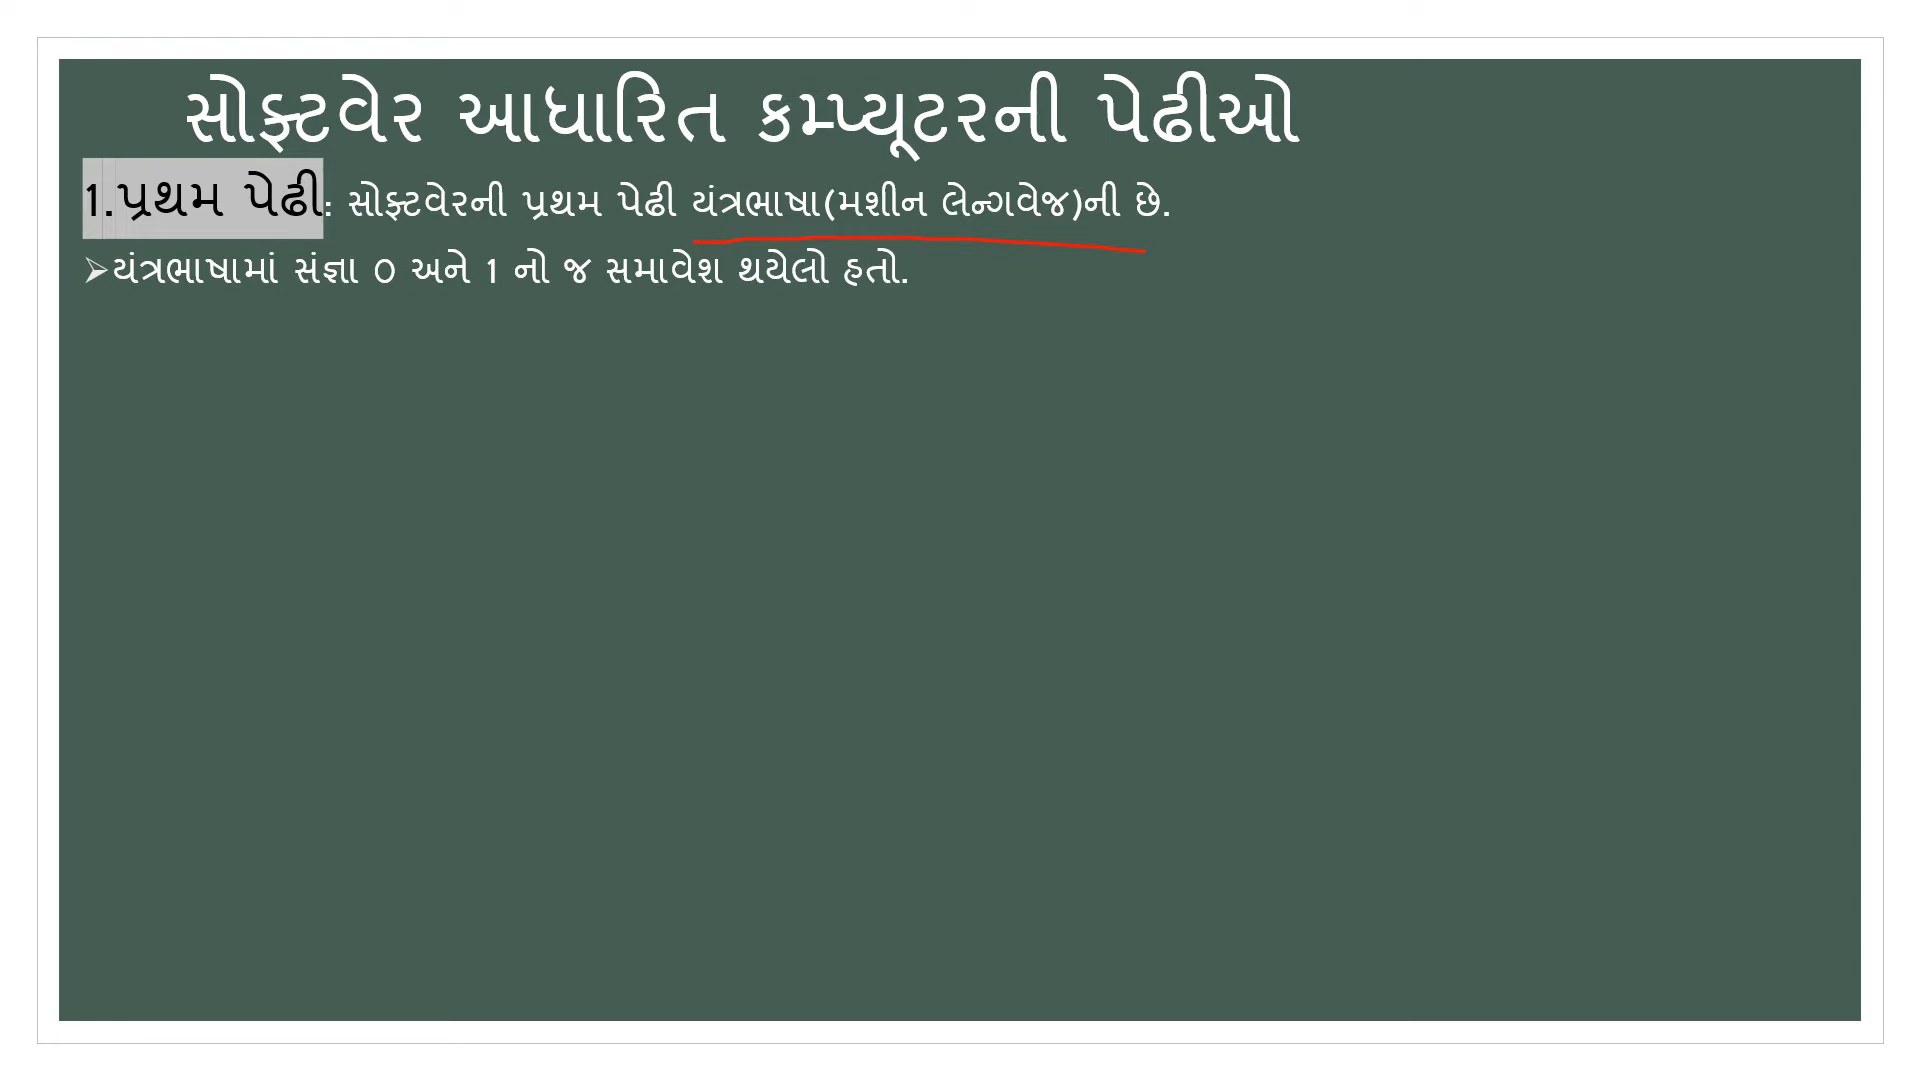 સોફ્ટવેર આધારિત કમ્પ્યૂટરની પેઢીઓ
1.પ્રથમ પેઢી: સોફ્ટવેરની પ્રથમ પેઢી યંત્રભાષા(મશીન લેન્ગવેજ)ની છે.
➢યંત્રભાષામાં સંજ્ઞા 0 અને 1 નો જ સમાવેશ થયેલો હતો.